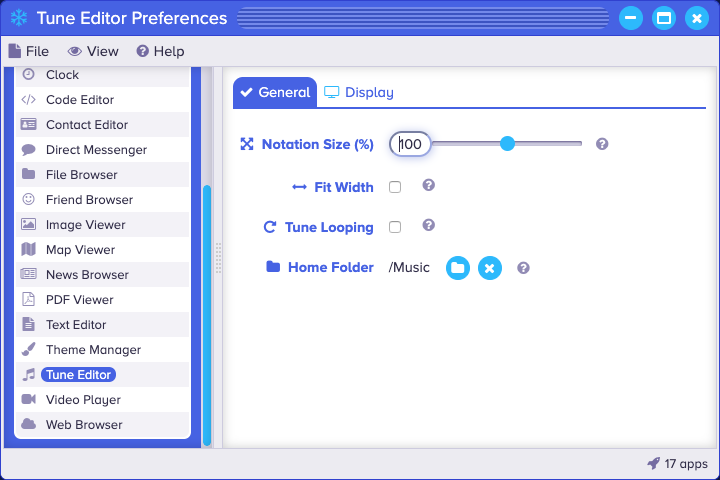 Tune Editor Preferences
File View Help
Clock
Code Editor
Contact Editor
Direct Messenger
File Browser
Friend Browser
Image Viewer
Map Viewer
News Browser
PDF Viewer
Text Editor
Theme Manager
Tune Editor
Video Player
Web Browser
General Display
Notation Size (%) 100
Fit Width
Tune Looping
Home Folder /Music
17 apps